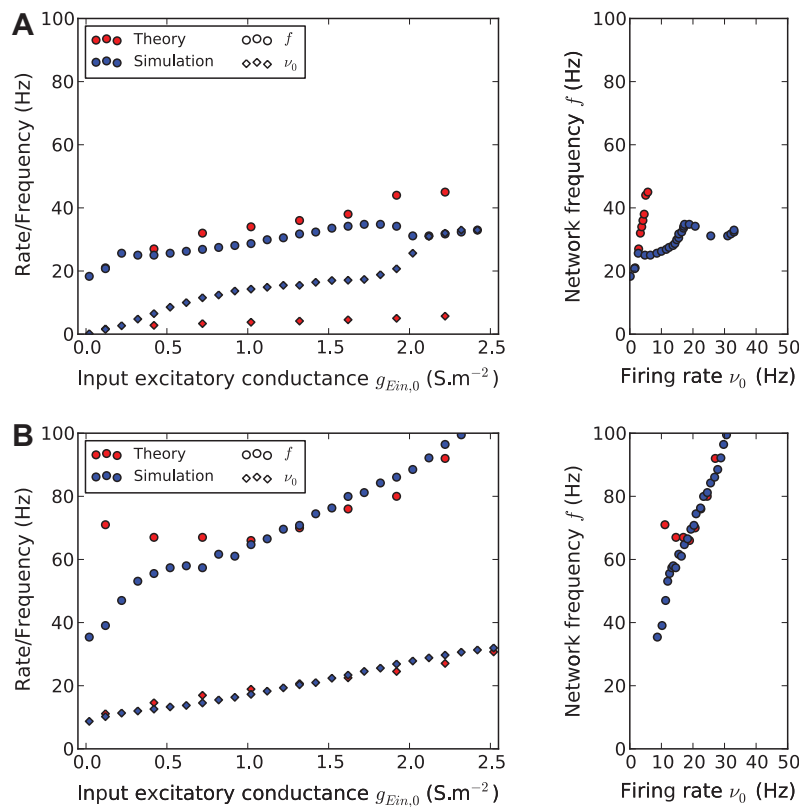 A
100
80
60
40
20
0
Rate/Frequency (Hz)
Theory
f
Simulation
ν0
0.0 0.5 1.0 1.5 2.0 2.5
Input excitatory conductance gEin,0 (S.m−2)
100
80
60
40
20
0
Network frequency f (Hz)
0 10 20 30 40 50
Firing rate ν0 (Hz)
B
100
80
60
40
20
0
Rate/Frequency (Hz)
Theory
f
Simulation
ν0
0.0 0.5 1.0 1.5 2.0 2.5
Input excitatory conductance gEin,0 (S.m−2)
100
80
60
40
20
0
Network frequency f (Hz)
0 10 20 30 40 50
Firing rate ν0 (Hz)